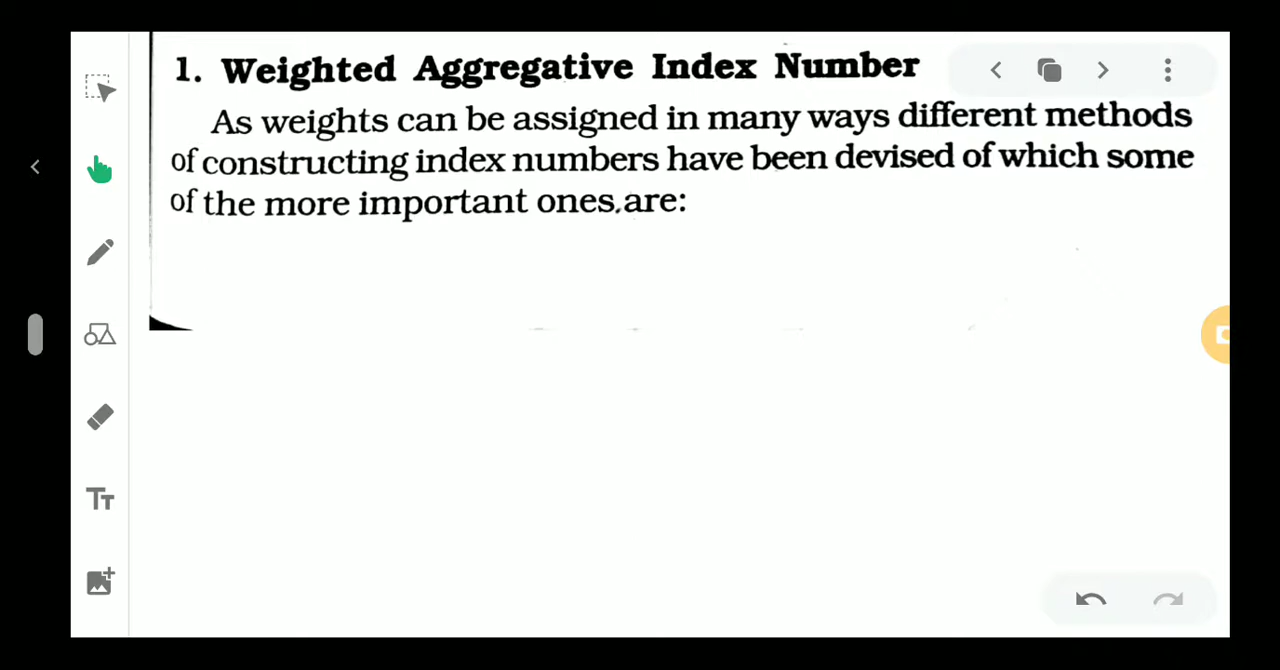 1. Weighted Aggregative Index Number
As weights can be assigned in many ways different methods
of constructing index numbers have been devised of which some
of the more important ones are:
TT